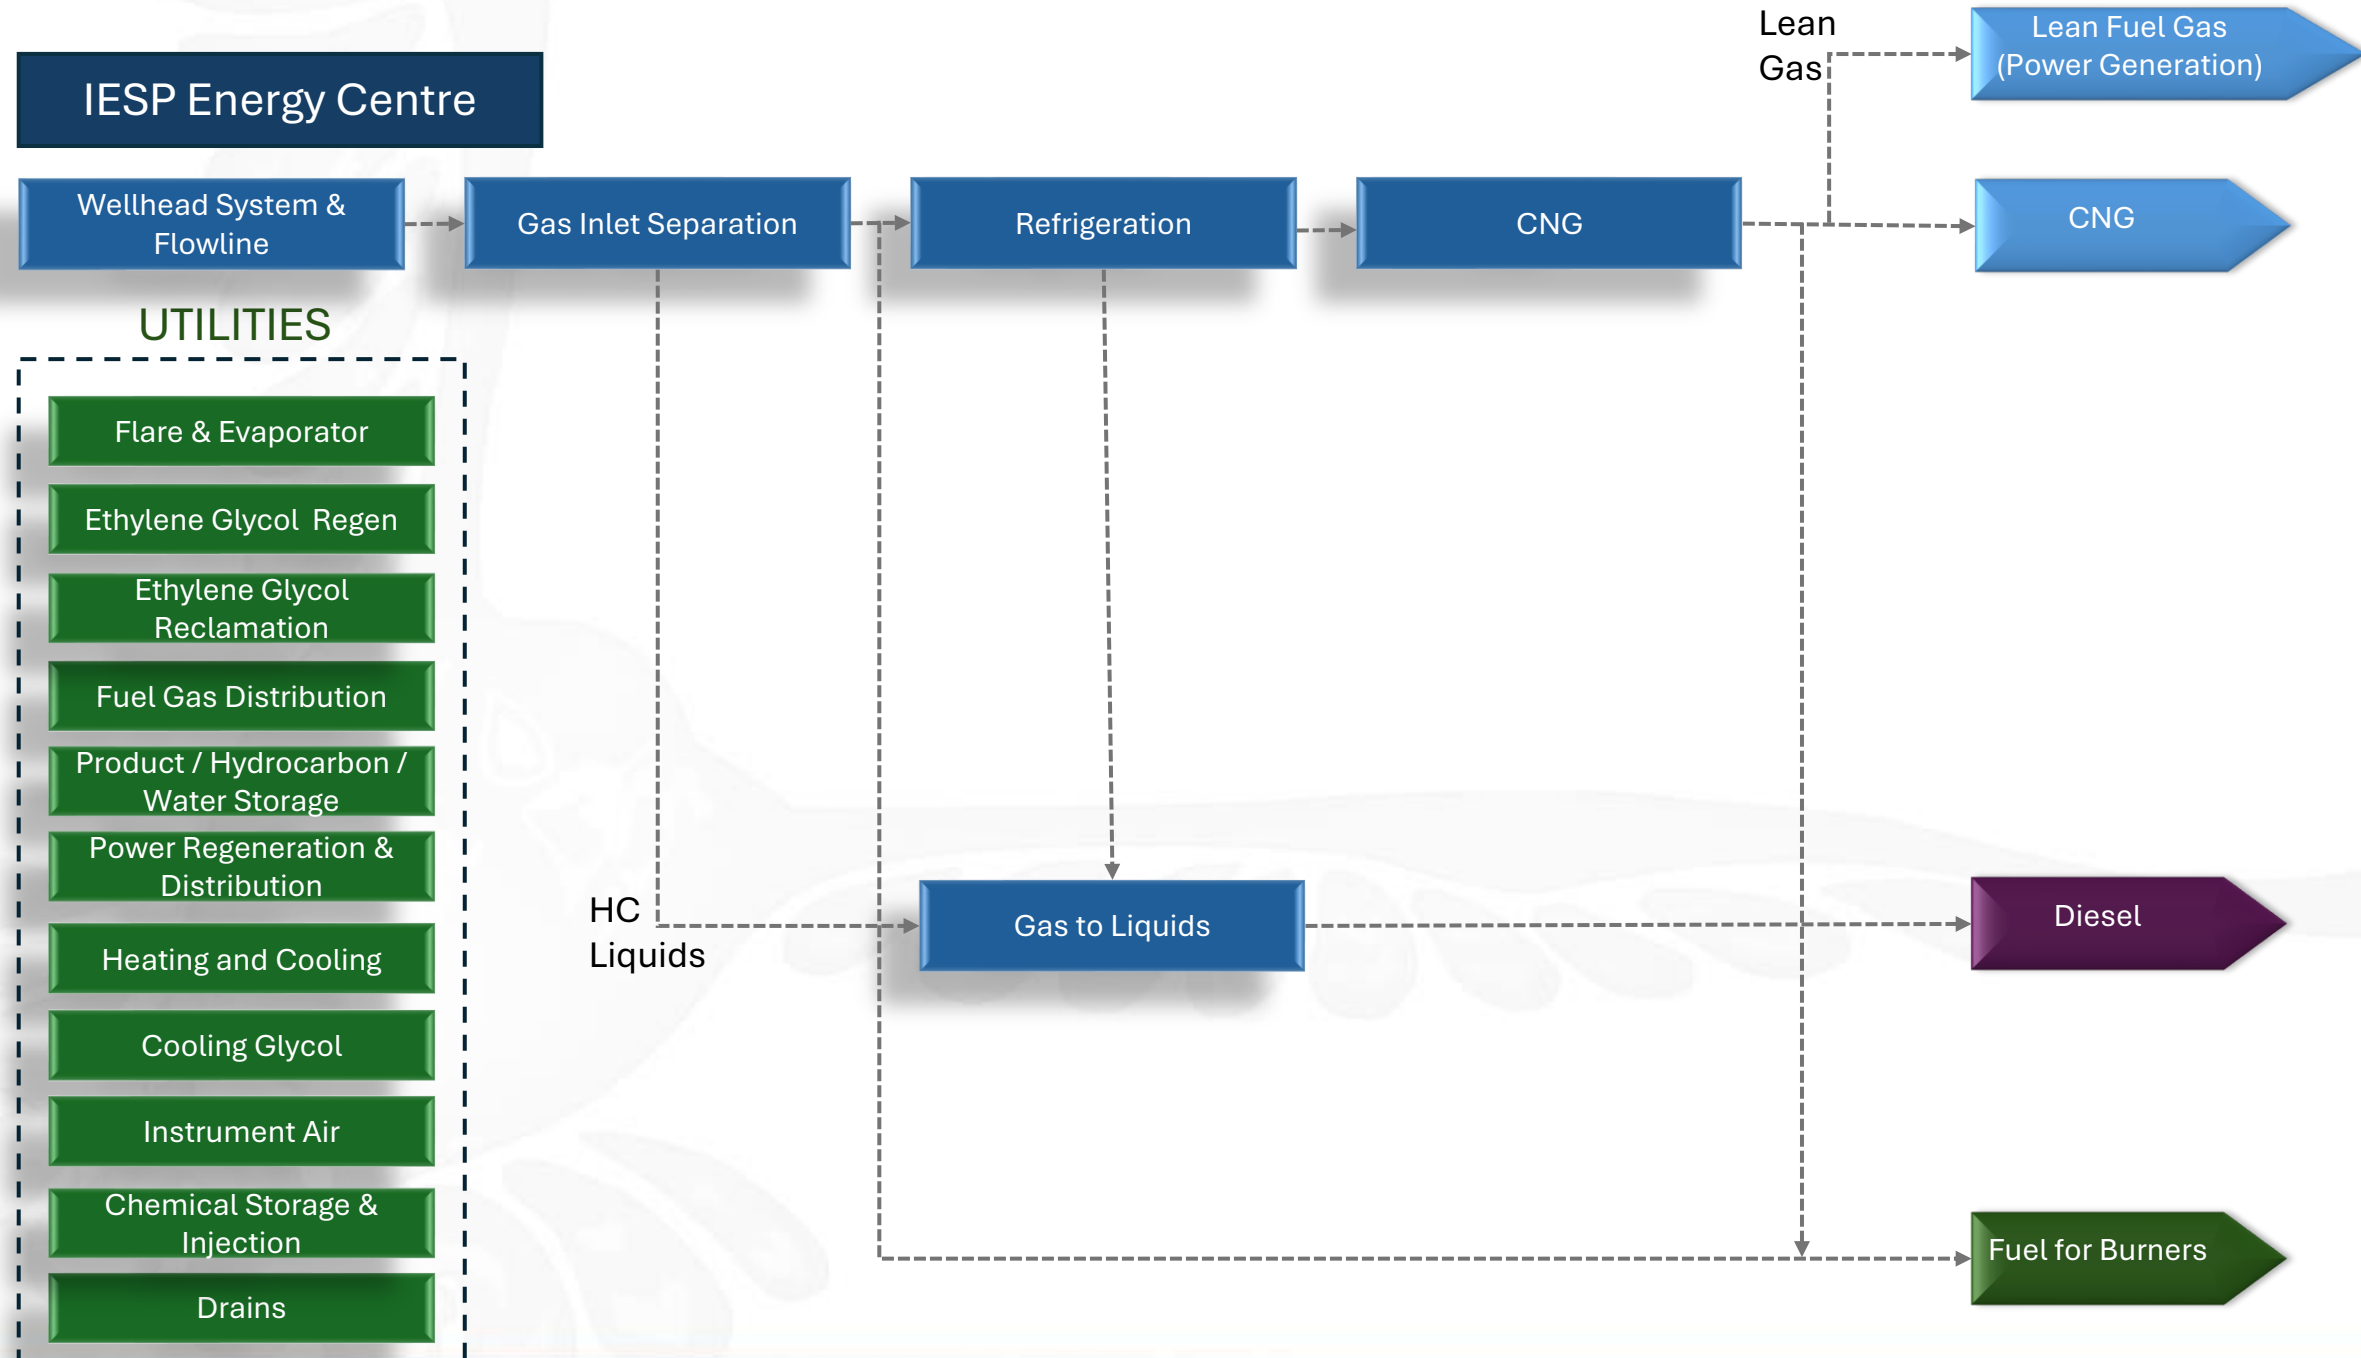 IESP Energy Centre
Lean
Gas
Lean Fuel Gas
(Power Generation)
Wellhead System &
Flowline
Gas Inlet Separation
Refrigeration
CNG
CNG
UTILITIES
Flare & Evaporator
Ethylene Glycol  Regen
Ethylene Glycol
Reclamation
Fuel Gas Distribution
Product / Hydrocarbon /
Water Storage
Power Regeneration &
Distribution
Heating and Cooling
Cooling Glycol
Instrument Air
Chemical Storage &
Injection
Drains
HC
Liquids
Gas to Liquids
Diesel
Fuel for Burners